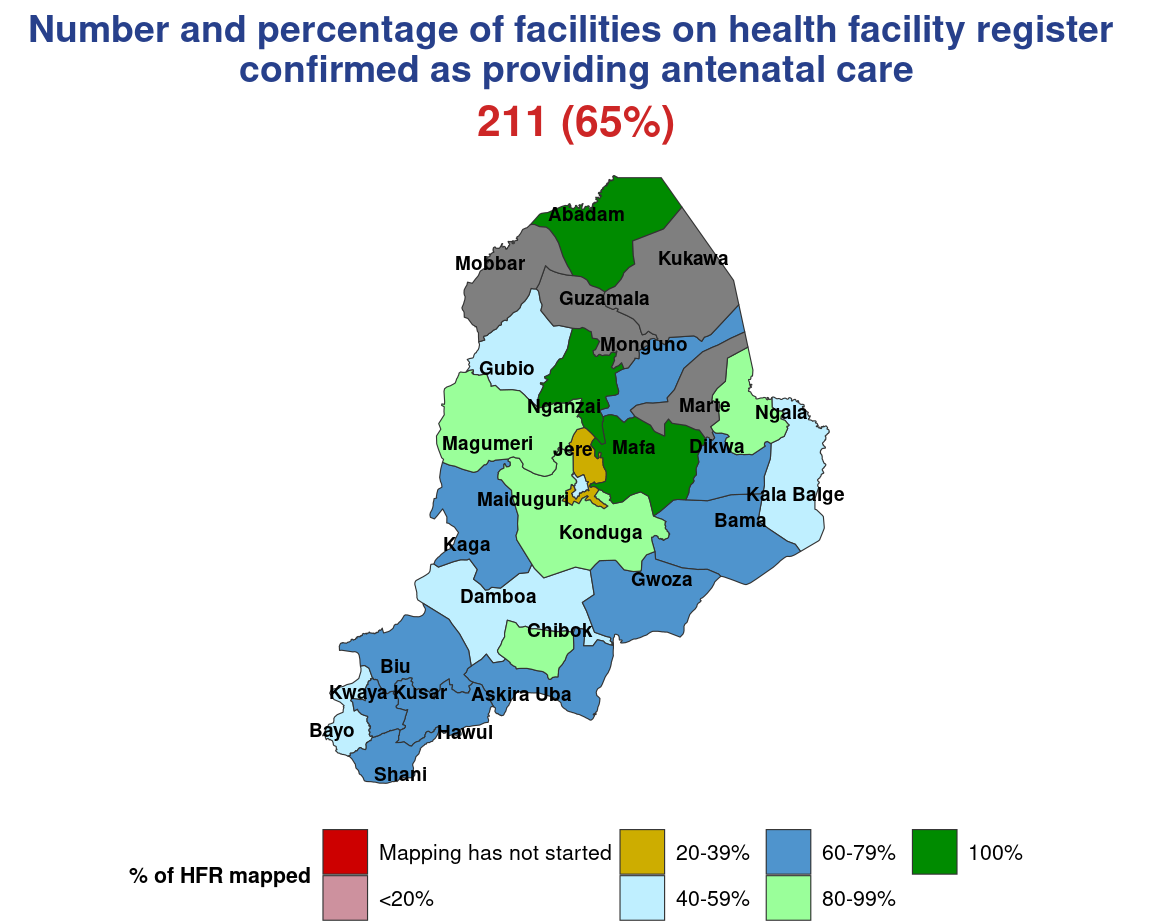 Number and percentage of facilities on health facility register
confirmed as providing antenatal care
211 (65%)
Abadam
Mobbar
Kukawa
Guzamala
Monguno
Gubio
Nganzai
Marte
Ngala
Magumeri
Jere
Mafa
Dikwa
Maiduguri
Kala Balge
Bama
Konduga
Kaga
Gwoza
Damboa
Chibok
Biu
Kwaya Kusar
Askira Uba
Bayo
Hawul
Shani
% of HFR mapped
Mapping has not started
20-39%
60-79%
100%
<20%
40-59%
80-99%